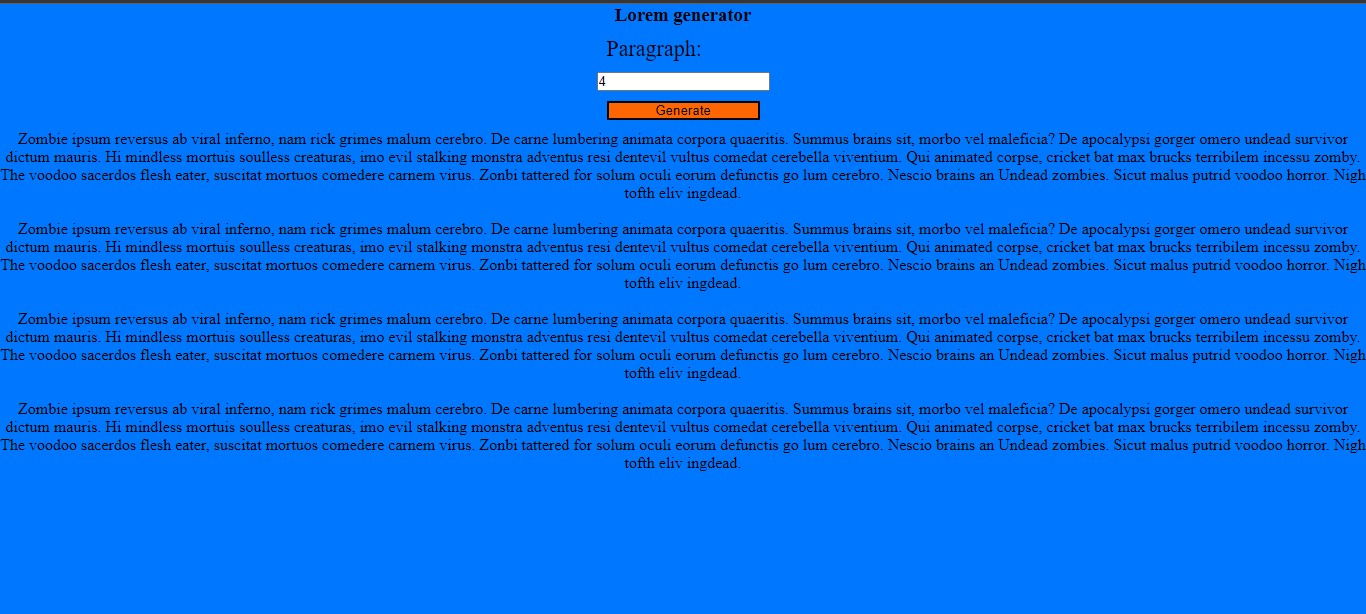 Lorem generator
Paragraph:
4
Generate
Zombie ipsum reversus ab viral inferno, nam rick grimes malum cerebro. De carne lumbering animata corpora quaeritis. Summus brains sit, morbo vel maleficia? De apocalypsi gorger omero undead survivor
dictum mauris. Hi mindless mortuis soulless creaturas, imo evil stalking monstra adventus resi dentevil vultus comedat cerebella viventium. Qui animated corpse, cricket bat max brucks terribilem incessu zomby.
The voodoo sacerdos flesh eater, suscitat mortuos comedere carnem virus. Zonbi tattered for solum oculi eorum defunctis go lum cerebro. Nescio brains an Undead zombies. Sicut malus putrid voodoo horror. Nigh
tofth eliv ingdead.
Zombie ipsum reversus ab viral inferno, nam rick grimes malum cerebro. De carne lumbering animata corpora quaeritis. Summus brains sit, morbo vel maleficia? De apocalypsi gorger omero undead survivor
dictum mauris. Hi mindless mortuis soulless creaturas, imo evil stalking monstra adventus resi dentevil vultus comedat cerebella viventium. Qui animated corpse, cricket bat max brucks terribilem incessu zomby.
The voodoo sacerdos flesh eater, suscitat mortuos comedere carnem virus. Zonbi tattered for solum oculi eorum defunctis go lum cerebro. Nescio brains an Undead zombies. Sicut malus putrid voodoo horror. Nigh
tofth eliv ingdead.
Zombie ipsum reversus ab viral inferno, nam rick grimes malum cerebro. De carne lumbering animata corpora quaeritis. Summus brains sit, morbo vel maleficia? De apocalypsi gorger omero undead survivor
dictum mauris. Hi mindless mortuis soulless creaturas, imo evil stalking monstra adventus resi dentevil vultus comedat cerebella viventium. Qui animated corpse, cricket bat max brucks terribilem incessu zomby.
The voodoo sacerdos flesh eater, suscitat mortuos comedere carnem virus. Zonbi tattered for solum oculi eorum defunctis go lum cerebro. Nescio brains an Undead zombies. Sicut malus putrid voodoo horror. Nigh
tofth eliv ingdead.
Zombie ipsum reversus ab viral inferno, nam rick grimes malum cerebro. De carne lumbering animata corpora quaeritis. Summus brains sit, morbo vel maleficia? De apocalypsi gorger omero undead survivor
dictum mauris. Hi mindless mortuis soulless creaturas, imo evil stalking monstra adventus resi dentevil vultus comedat cerebella viventium. Qui animated corpse, cricket bat max brucks terribilem incessu zomby.
The voodoo sacerdos flesh eater, suscitat mortuos comedere carnem virus. Zonbi tattered for solum oculi eorum defunctis go lum cerebro. Nescio brains an Undead zombies. Sicut malus putrid voodoo horror. Nigh
tofth eliv ingdead.